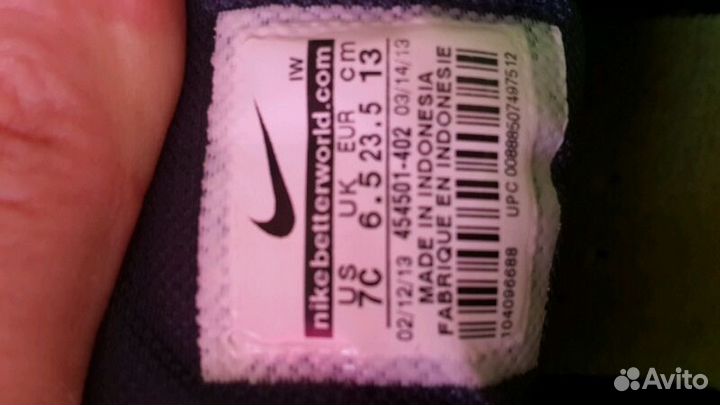 IW
nikebetterworld.com
US UK EUR cm
7C 6.5 23.5 13
02/12/13 454501-402 03/14/13
MADE IN INDONESIA
FABRIQUE EN INDONESIE
104096688 UPC 00888507497512
Avito